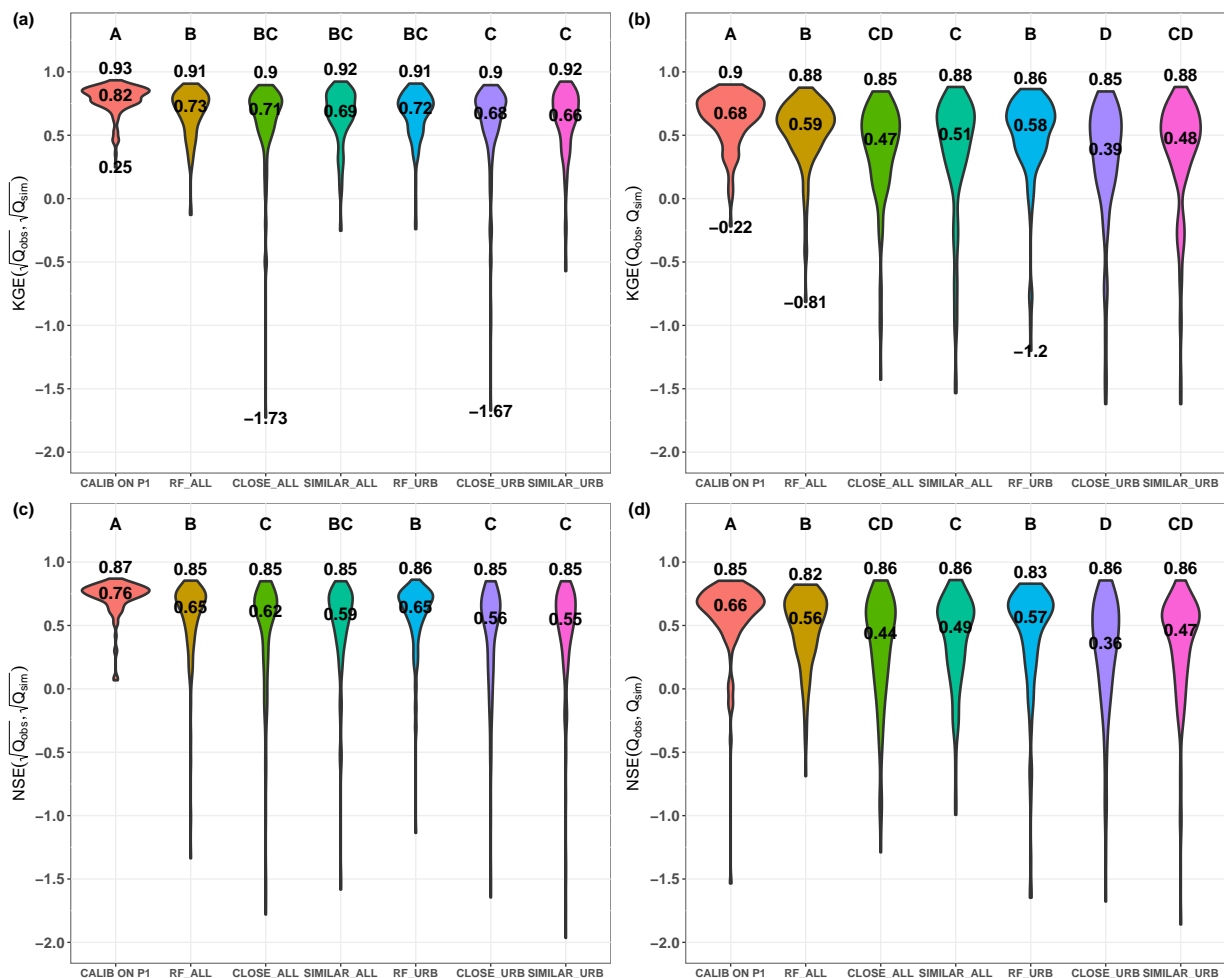 (a)
A B BC BC BC C C
0.93 0.91 0.9 0.92 0.91 0.9 0.92
1.0
0.82 0.73 0.71 0.69 0.72 0.68 0.66
0.5
0.25
0.0
−0.5
−1.0
−1.5
−1.73 −1.67
−2.0
KGE(√Qobs, √Qsim)
CALIB ON P1 RF_ALL CLOSE_ALL SIMILAR_ALL RF_URB CLOSE_URB SIMILAR_URB
(b)
A B CD C B D CD
0.9 0.88 0.85 0.88 0.86 0.85 0.88
1.0
0.68 0.59 0.47 0.51 0.58 0.39 0.48
0.5
0.0
−0.22
−0.5
−0.81
−1.0
−1.2
−1.5
−2.0
KGE(Qobs, Qsim)
CALIB ON P1 RF_ALL CLOSE_ALL SIMILAR_ALL RF_URB CLOSE_URB SIMILAR_URB
(c)
A B C BC B C C
0.87 0.85 0.85 0.85 0.86 0.85 0.85
1.0
0.76 0.65 0.62 0.59 0.65 0.56 0.55
0.5
0.0
−0.5
−1.0
−1.5
−2.0
NSE(√Qobs, √Qsim)
CALIB ON P1 RF_ALL CLOSE_ALL SIMILAR_ALL RF_URB CLOSE_URB SIMILAR_URB
(d)
A B CD C B D CD
0.85 0.82 0.86 0.86 0.83 0.86 0.86
1.0
0.66 0.56 0.44 0.49 0.57 0.36 0.47
0.5
0.0
−0.5
−1.0
−1.5
−2.0
NSE(Qobs, Qsim)
CALIB ON P1 RF_ALL CLOSE_ALL SIMILAR_ALL RF_URB CLOSE_URB SIMILAR_URB